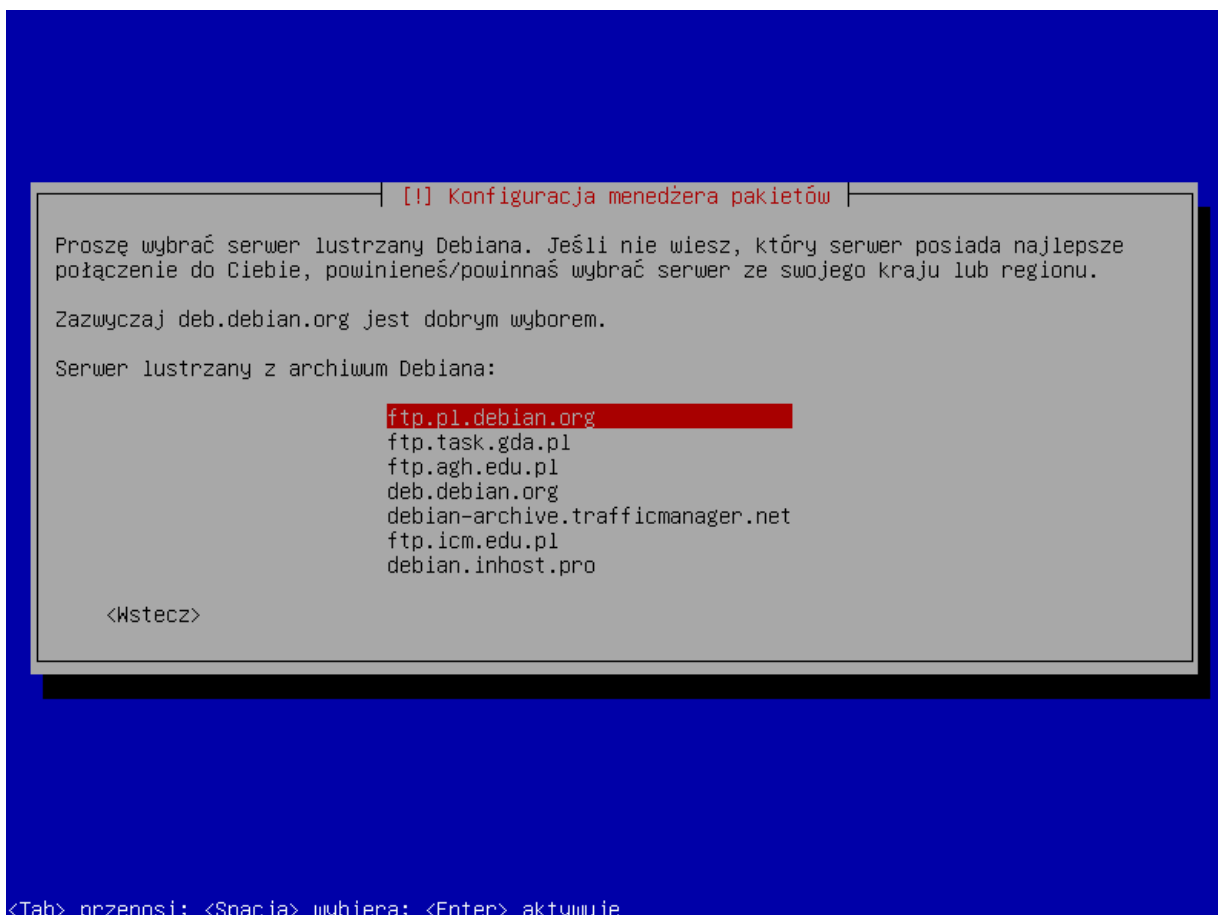 [!] Konfiguracja menedżera pakietów
Proszę wybrać serwer lustrzany Debiana. Jeśli nie wiesz, który serwer posiada najlepsze
połączenie do Ciebie, powinieneś/powinnaś wybrać serwer ze swojego kraju lub regionu.
Zazwyczaj deb.debian.org jest dobrym wyborem.
Serwer lustrzany z archiwum Debiana:
ftp.pl.debian.org
ftp.task.gda.pl
ftp.agh.edu.pl
deb.debian.org
debian-archive.trafficmanager.net
ftp.icm.edu.pl
debian.inhost.pro
<Wstecz>
<Tab> przenosi; <Spacja> wybiera; <Enter> aktywuje